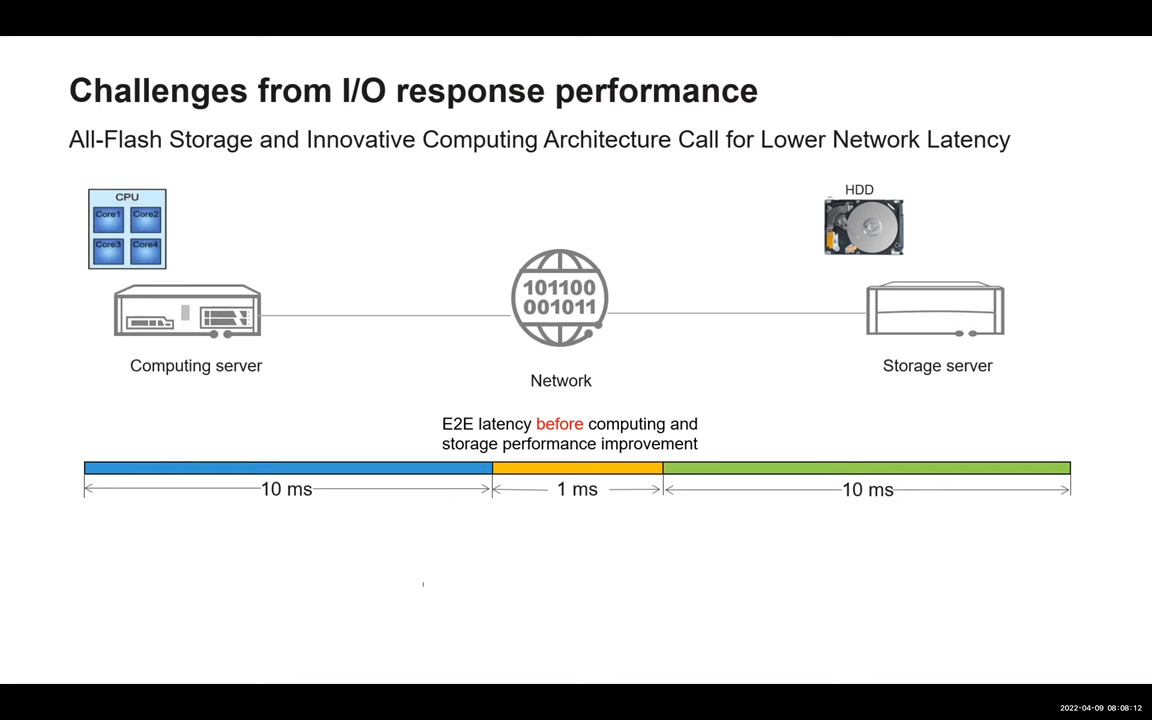 Challenges from I/O response performance
All-Flash Storage and Innovative Computing Architecture Call for Lower Network Latency
CPU
Core1 Core2
Core3 Core4
HDD
101100
001011
Computing server
Network
Storage server
E2E latency before computing and
storage performance improvement
10 ms
1 ms
10 ms
2022-04-09 08:08:12